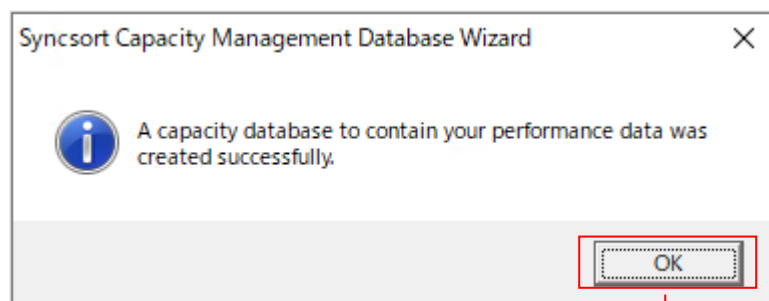 Syncsort Capacity Management Database Wizard
A capacity database to contain your performance data was
created successfully.
OK